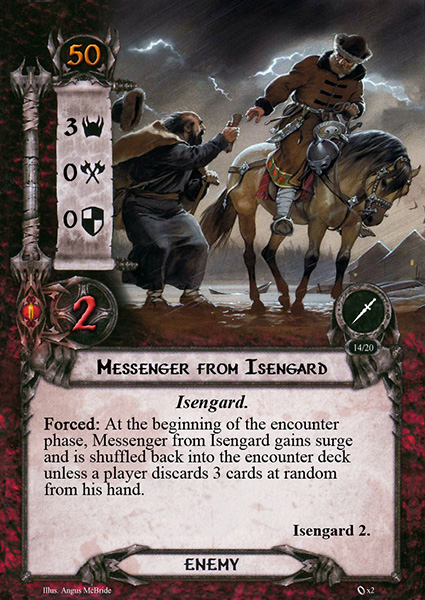 50
3
0
0
2
14/20
Messenger from Isengard
Isengard.
Forced: At the beginning of the encounter
phase, Messenger from Isengard gains surge
and is shuffled back into the encounter deck
unless a player discards 3 cards at random
from his hand.
Isengard 2.
ENEMY
Illus. Angus McBride
x2